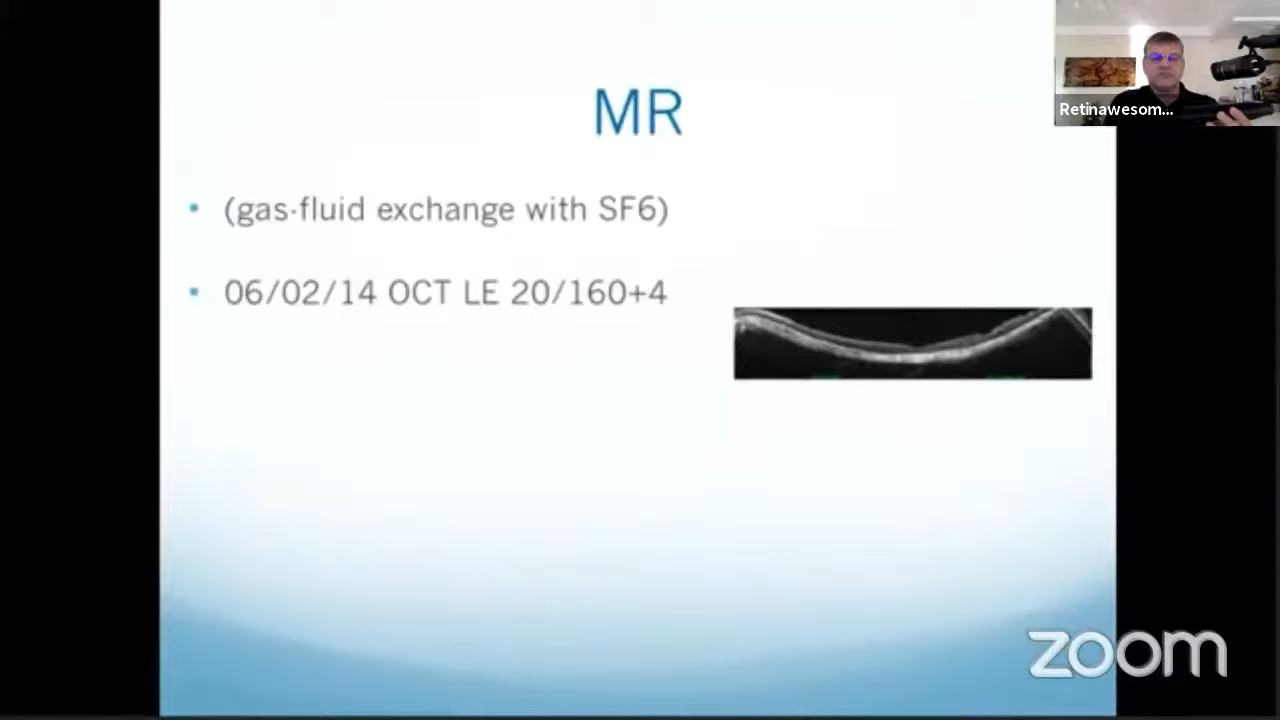 MR
Retinawesom...
• (gas-fluid exchange with SF6)
• 06/02/14 OCT LE 20/160+4
zoom